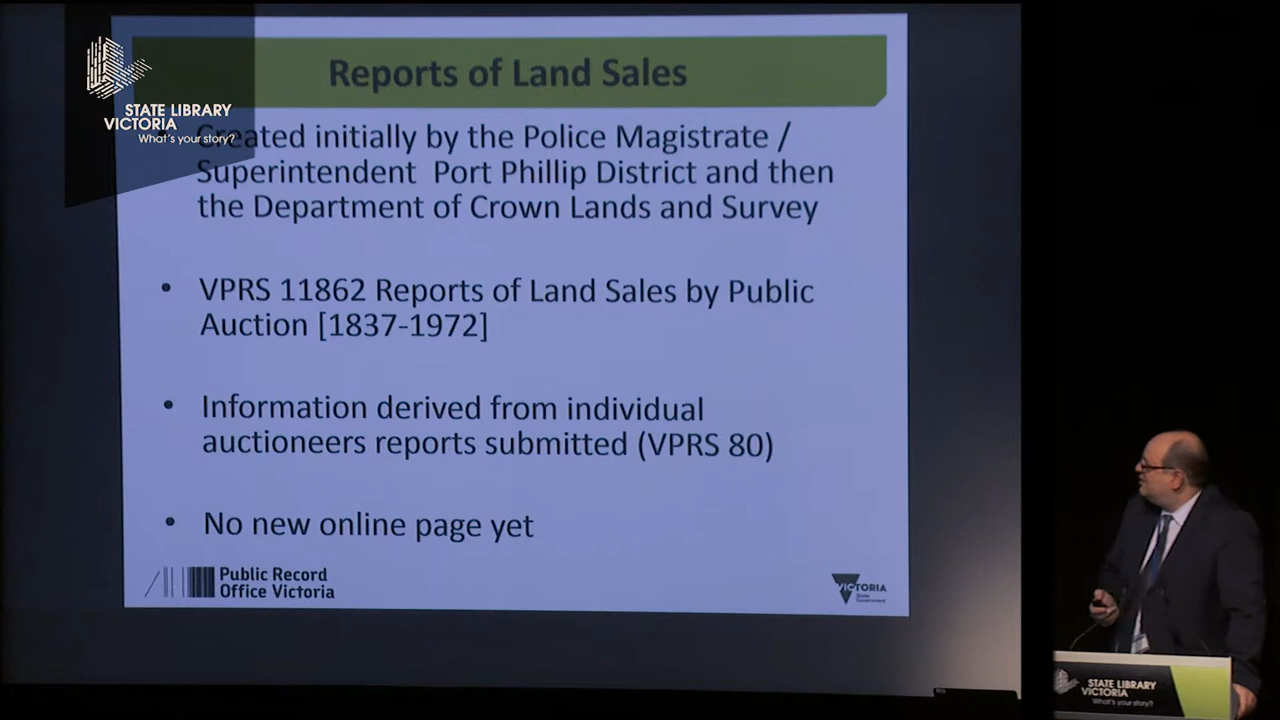 STATE LIBRARY
VICTORIA
What's your story?
Reports of Land Sales
Created initially by the Police Magistrate /
Superintendent Port Phillip District and then
the Department of Crown Lands and Survey
• VPRS 11862 Reports of Land Sales by Public
Auction [1837-1972]
• Information derived from individual
auctioneers reports submitted (VPRS 80)
• No new online page yet
Public Record
Office Victoria
VICTORIA
State
Government
STATE LIBRARY
VICTORIA
What's your story?